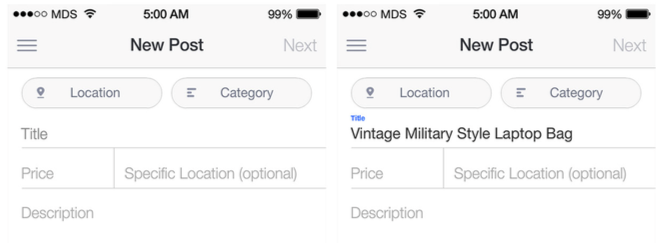 MDS 5:00 AM 99%
New Post Next
Location Category
Title
Price Specific Location (optional)
Description
MDS 5:00 AM 99%
New Post Next
Location Category
Title
Vintage Military Style Laptop Bag
Price Specific Location (optional)
Description